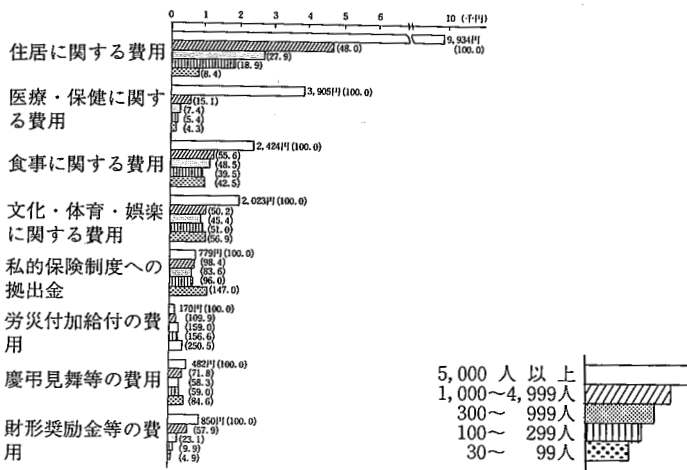 0 1 2 3 4 5 6 10 (千円)
住居に関する費用
9,934円
(100.0)
(48.0)
(27.9)
(18.9)
(8.4)
医療・保健に関す
る費用
3,905円(100.0)
(15.1)
(7.4)
(5.4)
(4.3)
食事に関する費用
2,424円(100.0)
(55.6)
(48.5)
(39.5)
(42.5)
文化・体育・娯楽
に関する費用
2,023円(100.0)
(50.2)
(45.4)
(51.0)
(56.9)
私的保険制度への
拠出金
779円(100.0)
(98.4)
(83.6)
(96.0)
(147.0)
労災付加給付の費
用
170円(100.0)
(109.9)
(159.0)
(156.6)
(250.5)
慶弔見舞等の費用
482円(100.0)
(71.8)
(58.3)
(59.0)
(84.6)
財形奨励金等の費
用
850円(100.0)
(57.9)
(23.1)
(9.9)
(4.9)
5,000人以上
1,000〜4,999人
300〜 999人
100〜 299人
30〜 99人